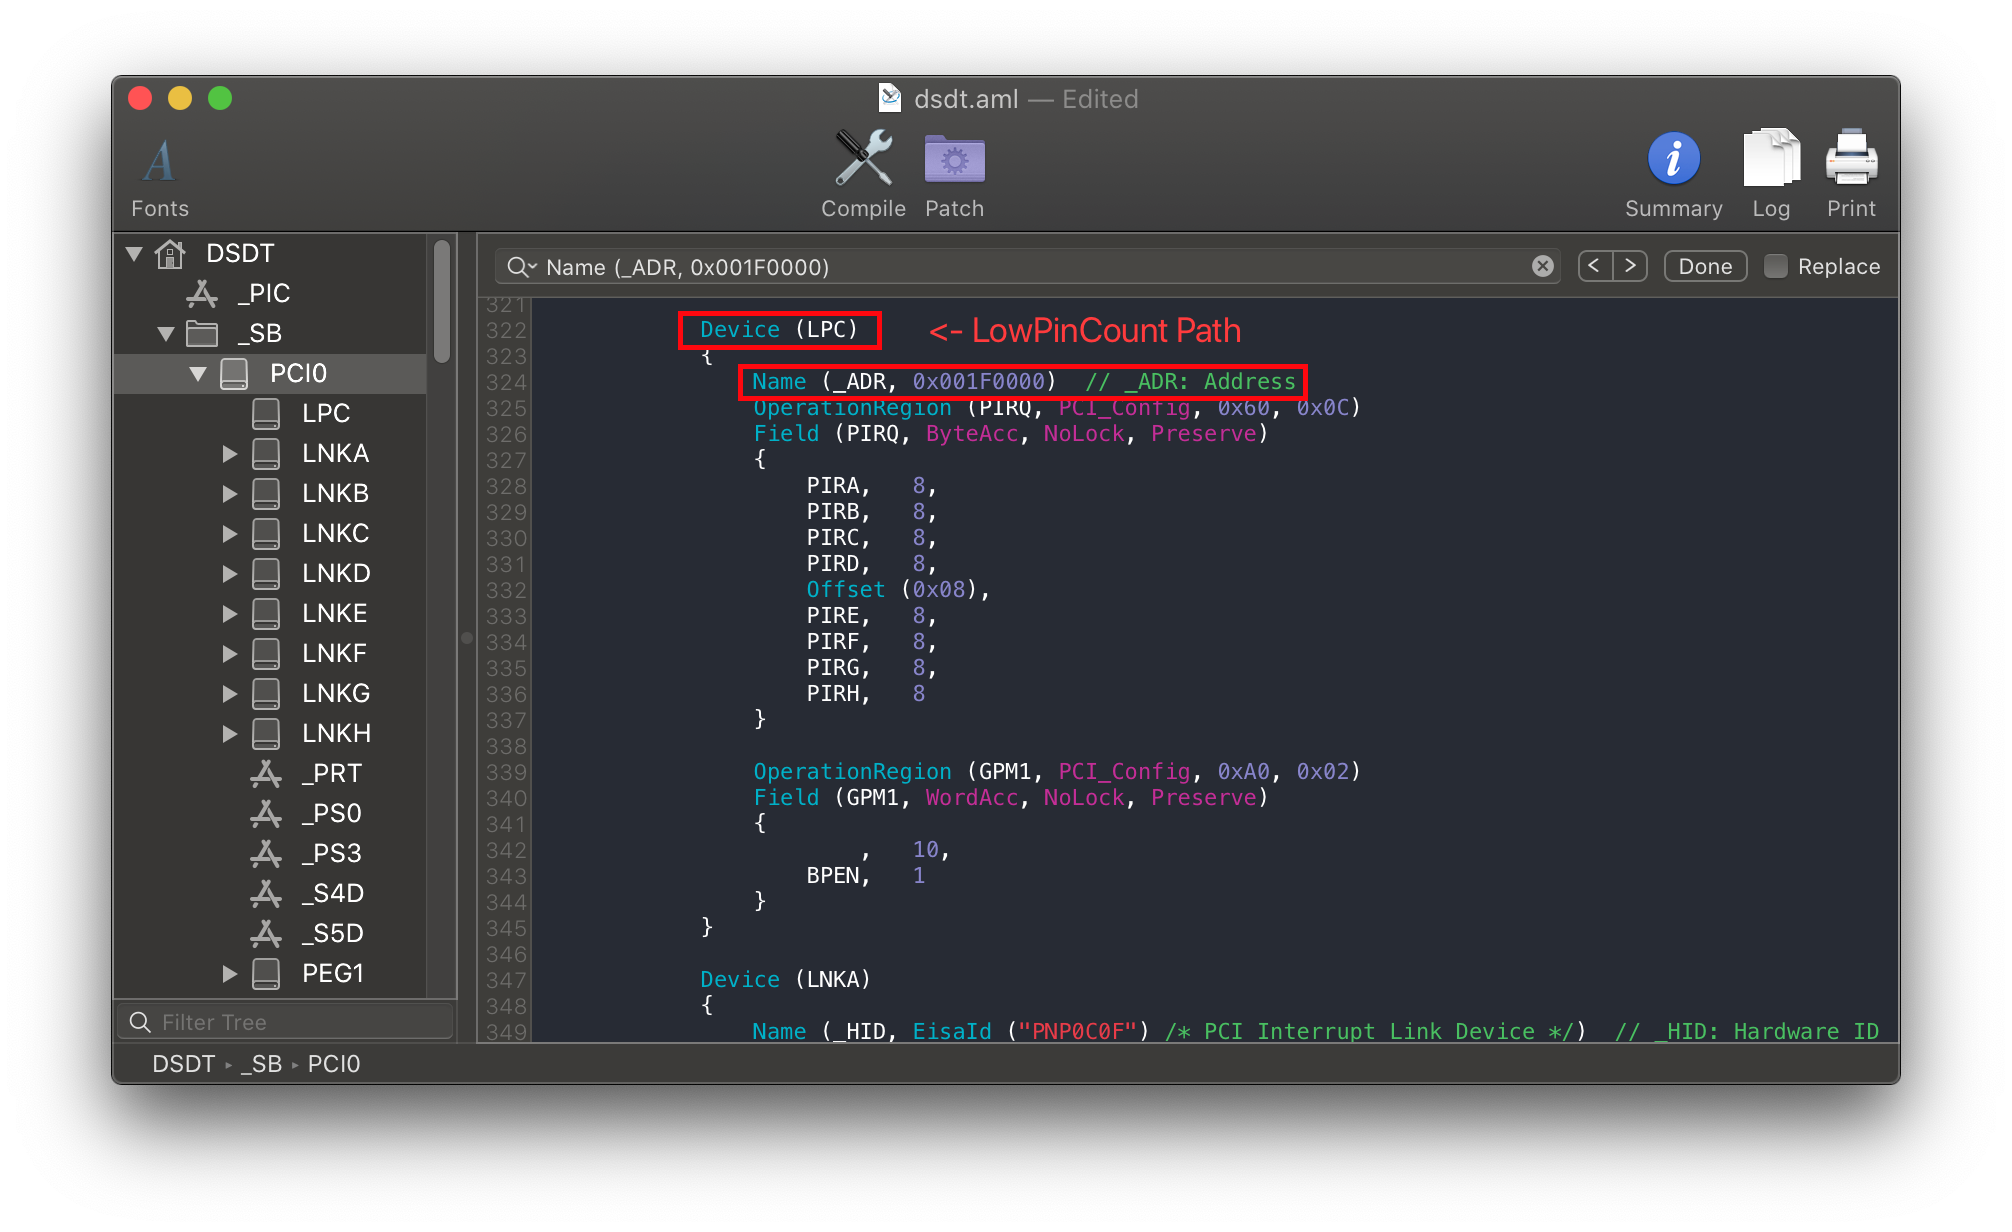 dsdt.aml — Edited
Fonts
Compile
Patch
Summary
Log
Print
DSDT
_PIC
_SB
PCI0
LPC
LNKA
LNKB
LNKC
LNKD
LNKE
LNKF
LNKG
LNKH
_PRT
_PS0
_PS3
_S4D
_S5D
PEG1
Filter Tree
Name (_ADR, 0x001F0000)
< > Done Replace
321
322 Device (LPC) <- LowPinCount Path
323 {
324 Name (_ADR, 0x001F0000) // _ADR: Address
325 OperationRegion (PIRQ, PCI_Config, 0x60, 0x0C)
326 Field (PIRQ, ByteAcc, NoLock, Preserve)
327 {
328 PIRA, 8,
329 PIRB, 8,
330 PIRC, 8,
331 PIRD, 8,
332 Offset (0x08),
333 PIRE, 8,
334 PIRF, 8,
335 PIRG, 8,
336 PIRH, 8
337 }
338
339 OperationRegion (GPM1, PCI_Config, 0xA0, 0x02)
340 Field (GPM1, WordAcc, NoLock, Preserve)
341 {
342 , 10,
343 BPEN, 1
344 }
345 }
346
347 Device (LNKA)
348 {
349 Name (_HID, EisaId ("PNP0C0F") /* PCI Interrupt Link Device */) // _HID: Hardware ID
DSDT ▸ _SB ▸ PCI0